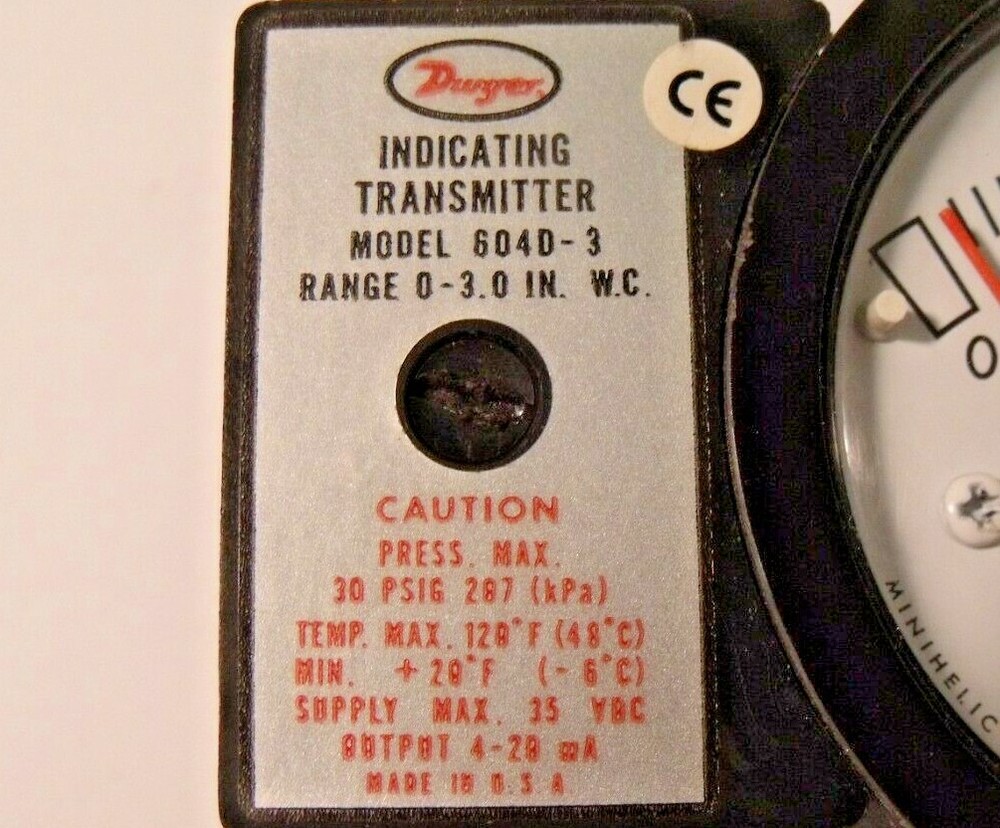 Dwyer
CE
INDICATING
TRANSMITTER
MODEL 604D-3
RANGE 0-3.0 IN. W.C.
CAUTION
PRESS. MAX.
30 PSIG 207 (kPa)
TEMP. MAX. 120°F (48°C)
MIN. +20°F (-6°C)
SUPPLY MAX. 35 VDC
OUTPUT 4-20 mA
MADE IN U.S.A
0
MINIHELIC